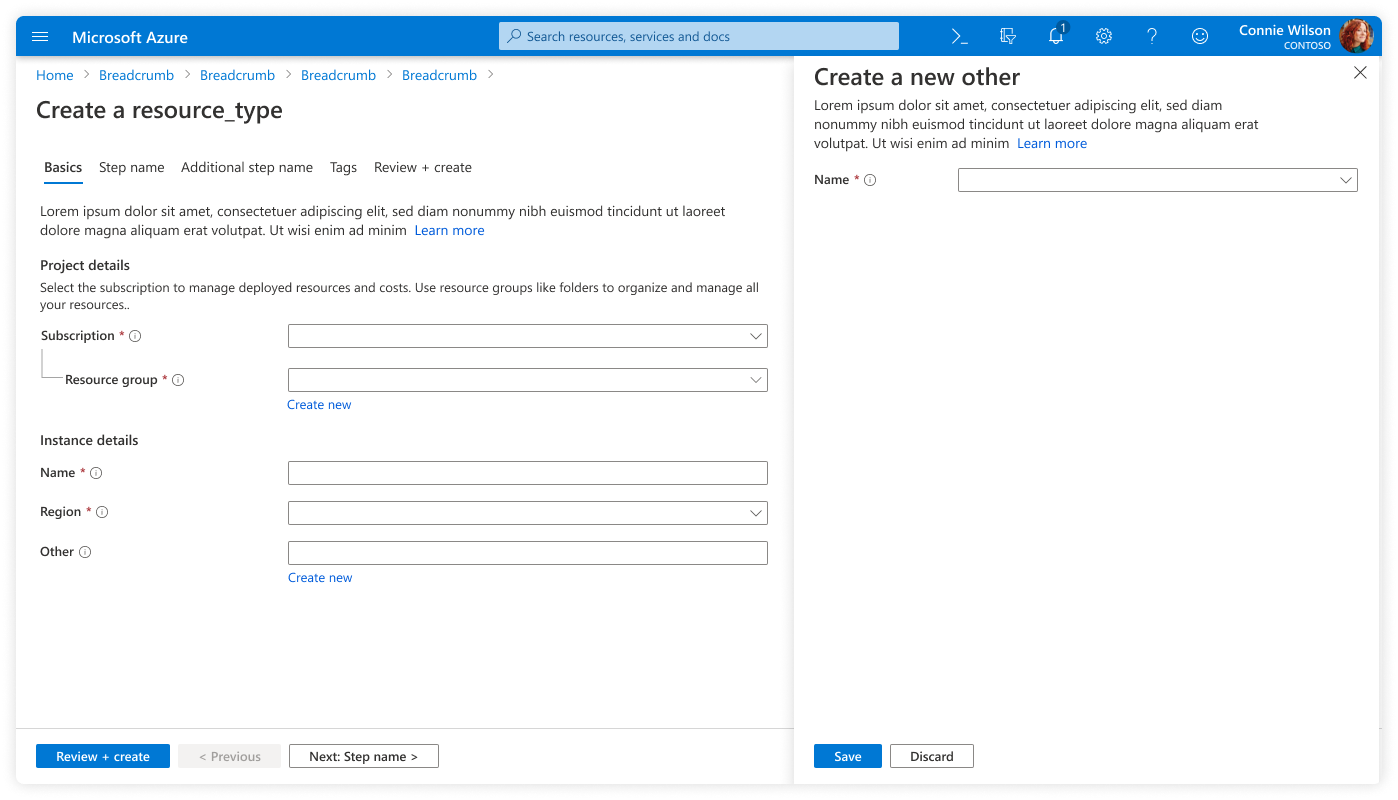 Microsoft Azure
Search resources, services and docs
>_
1
?
Connie Wilson
CONTOSO
Home > Breadcrumb > Breadcrumb > Breadcrumb > Breadcrumb >
Create a resource_type
Basics Step name Additional step name Tags Review + create
Lorem ipsum dolor sit amet, consectetuer adipiscing elit, sed diam nonummy nibh euismod tincidunt ut laoreet
dolore magna aliquam erat volutpat. Ut wisi enim ad minim Learn more
Project details
Select the subscription to manage deployed resources and costs. Use resource groups like folders to organize and manage all
your resources..
Subscription *
Resource group *
Create new
Instance details
Name *
Region *
Other
Create new
Review + create
< Previous
Next: Step name >
Create a new other
Lorem ipsum dolor sit amet, consectetuer adipiscing elit, sed diam
nonummy nibh euismod tincidunt ut laoreet dolore magna aliquam erat
volutpat. Ut wisi enim ad minim Learn more
Name *
Save
Discard